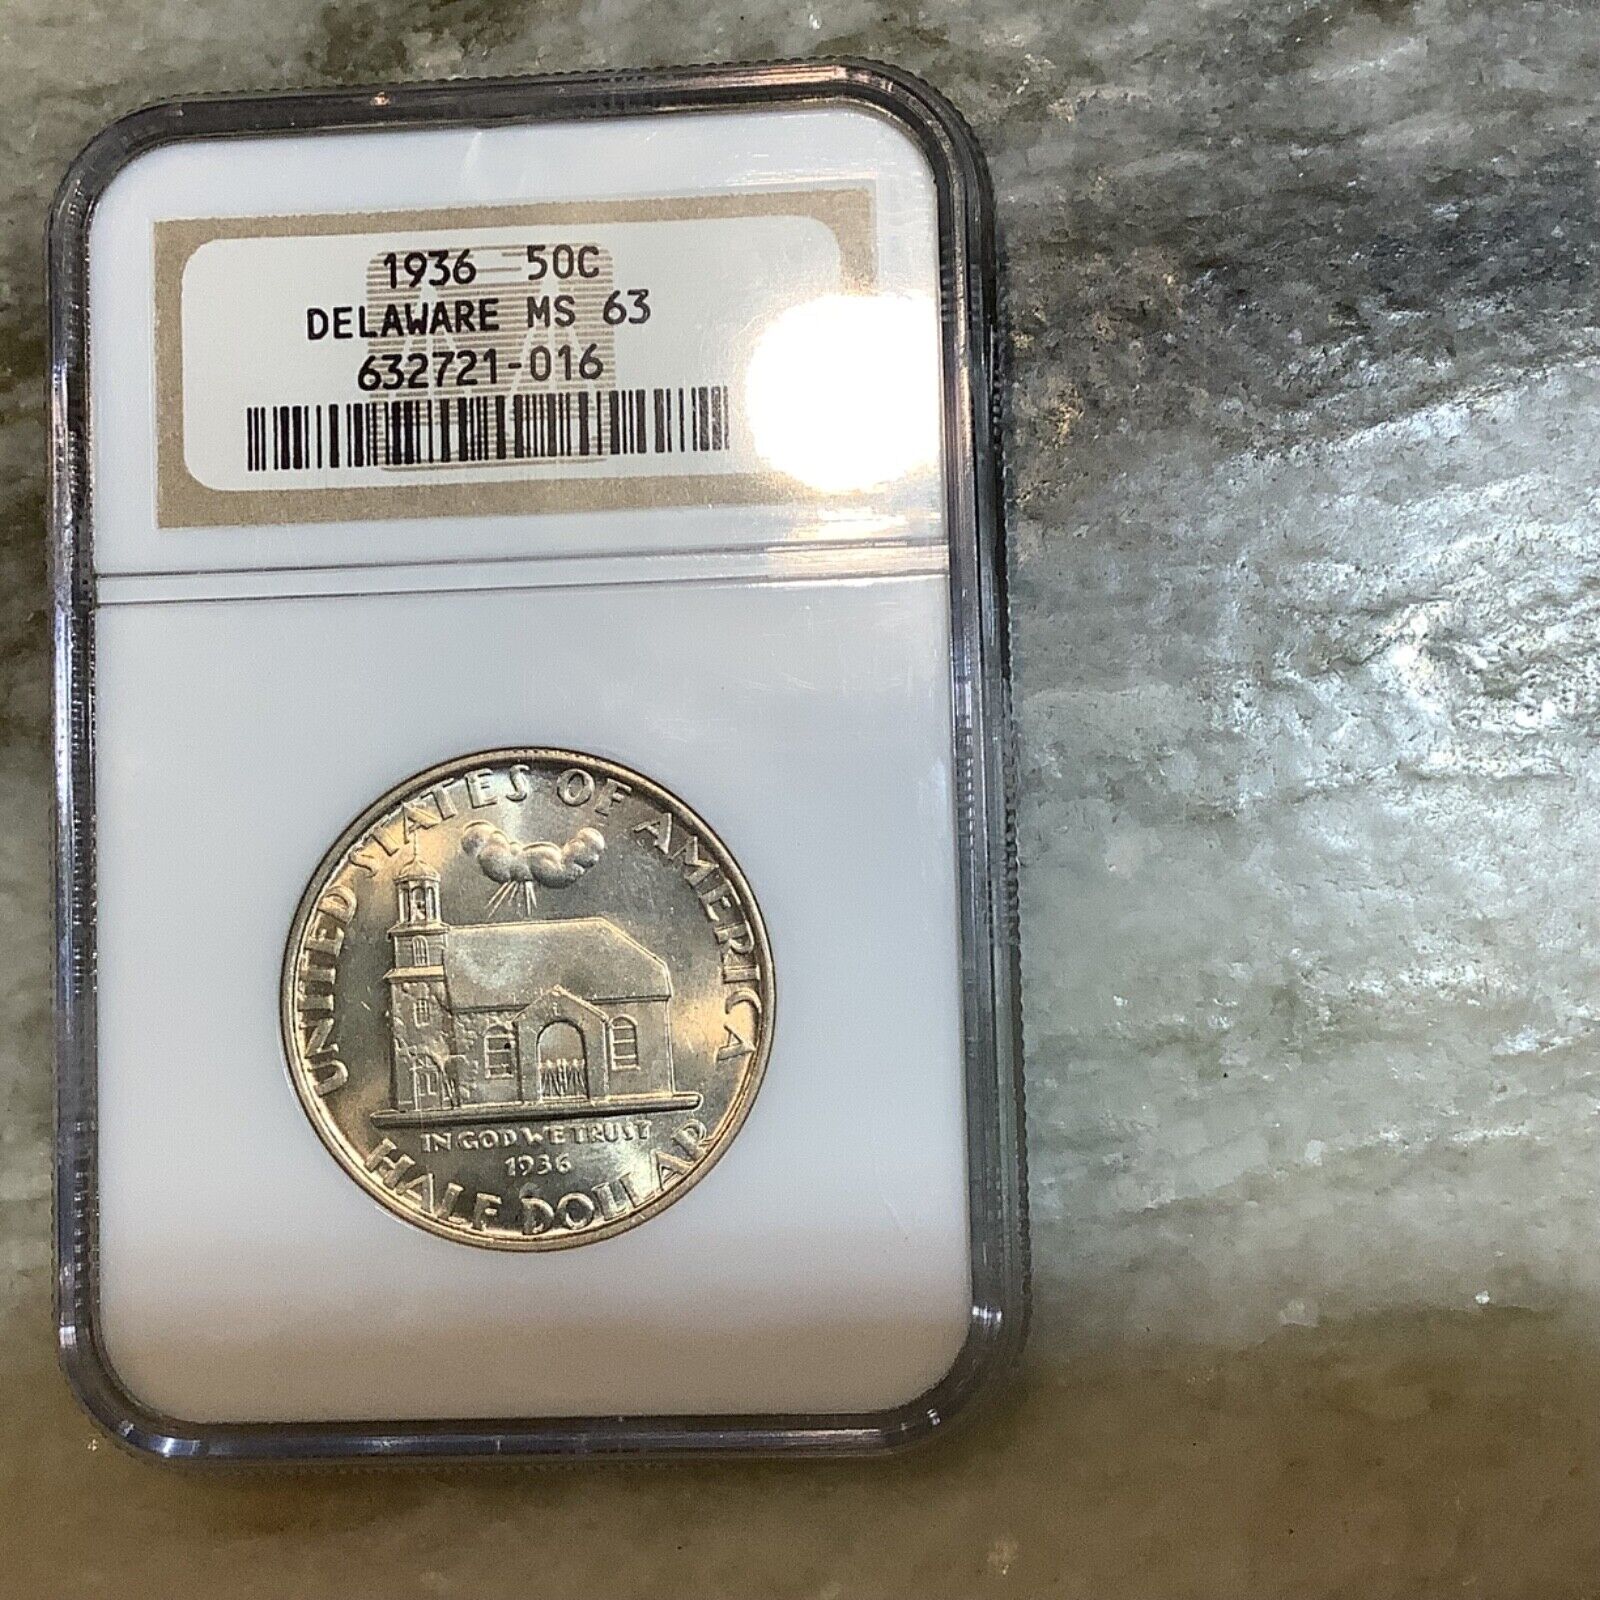 1936 50C
DELAWARE MS 63
632721-016
UNITED STATES OF AMERICA
IN GOD WE TRUST
1936
HALF DOLLAR